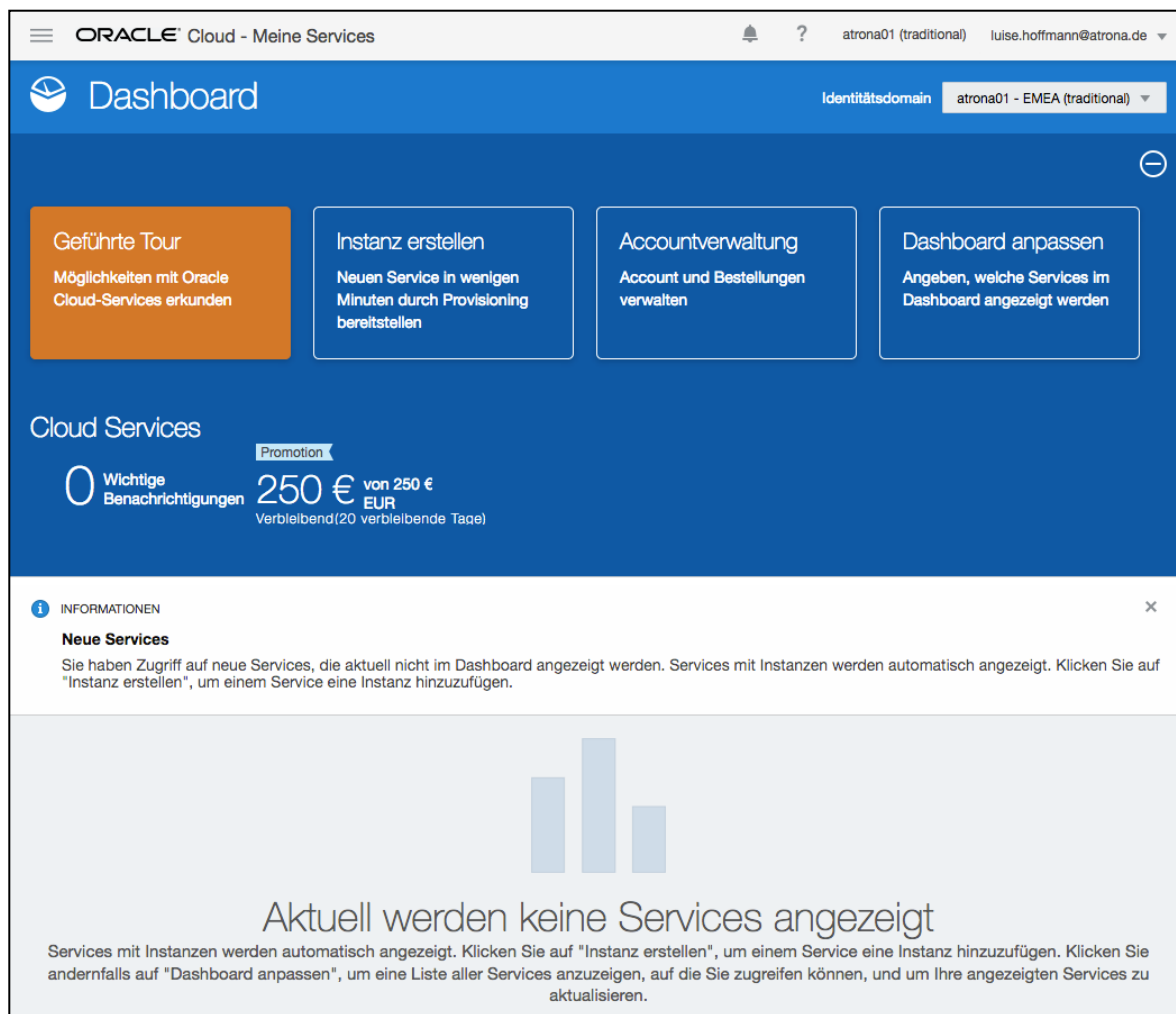 ORACLE® Cloud - Meine Services
? atrona01 (traditional) luise.hoffmann@atrona.de
Dashboard
Identitätsdomain atrona01 - EMEA (traditional)
Geführte Tour
Möglichkeiten mit Oracle
Cloud-Services erkunden
Instanz erstellen
Neuen Service in wenigen
Minuten durch Provisioning
bereitstellen
Accountverwaltung
Account und Bestellungen
verwalten
Dashboard anpassen
Angeben, welche Services im
Dashboard angezeigt werden
Cloud Services
0 Wichtige
Benachrichtigungen
Promotion
250 € von 250 €
EUR
Verbleibend(20 verbleibende Tage)
i INFORMATIONEN
Neue Services
Sie haben Zugriff auf neue Services, die aktuell nicht im Dashboard angezeigt werden. Services mit Instanzen werden automatisch angezeigt. Klicken Sie auf
"Instanz erstellen", um einem Service eine Instanz hinzuzufügen.
Aktuell werden keine Services angezeigt
Services mit Instanzen werden automatisch angezeigt. Klicken Sie auf "Instanz erstellen", um einem Service eine Instanz hinzuzufügen. Klicken Sie
andernfalls auf "Dashboard anpassen", um eine Liste aller Services anzuzeigen, auf die Sie zugreifen können, und um Ihre angezeigten Services zu
aktualisieren.